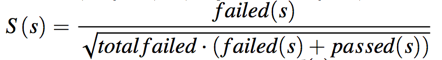 S(s) = failed(s) / √(totalfailed · (failed(s) + passed(s)))